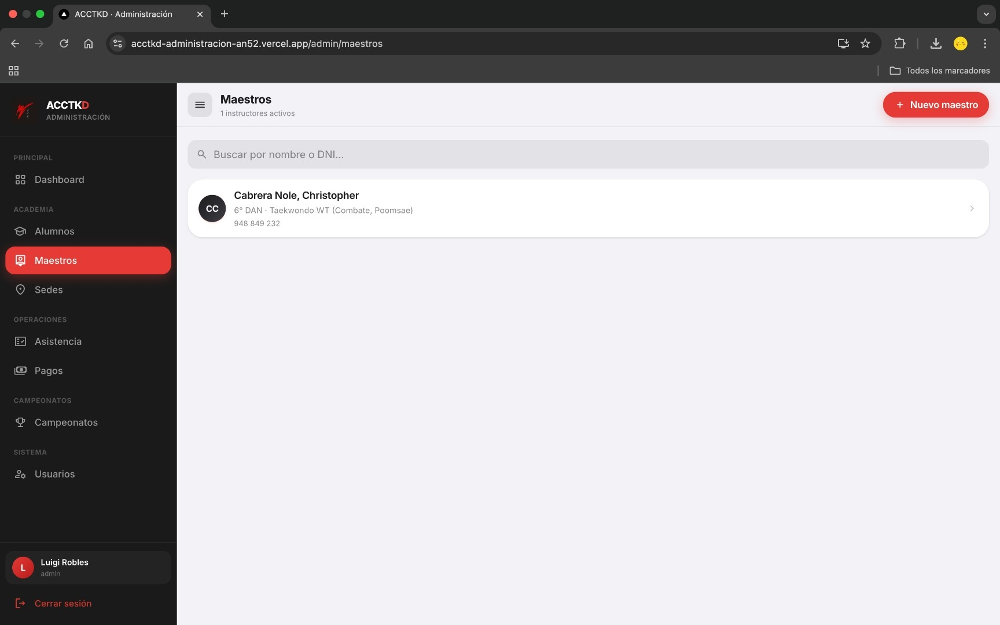 ACCTKD · Administración
acctkd-administracion-an52.vercel.app/admin/maestros
Todos los marcadores
ACCTKD
ADMINISTRACIÓN
PRINCIPAL
Dashboard
ACADEMIA
Alumnos
Maestros
Sedes
OPERACIONES
Asistencia
Pagos
CAMPEONATOS
Campeonatos
SISTEMA
Usuarios
L
Luigi Robles
admin
Cerrar sesión
Maestros
1 instructores activos
+ Nuevo maestro
Buscar por nombre o DNI...
CC
Cabrera Nole, Christopher
6° DAN · Taekwondo WT (Combate, Poomsae)
948 849 232